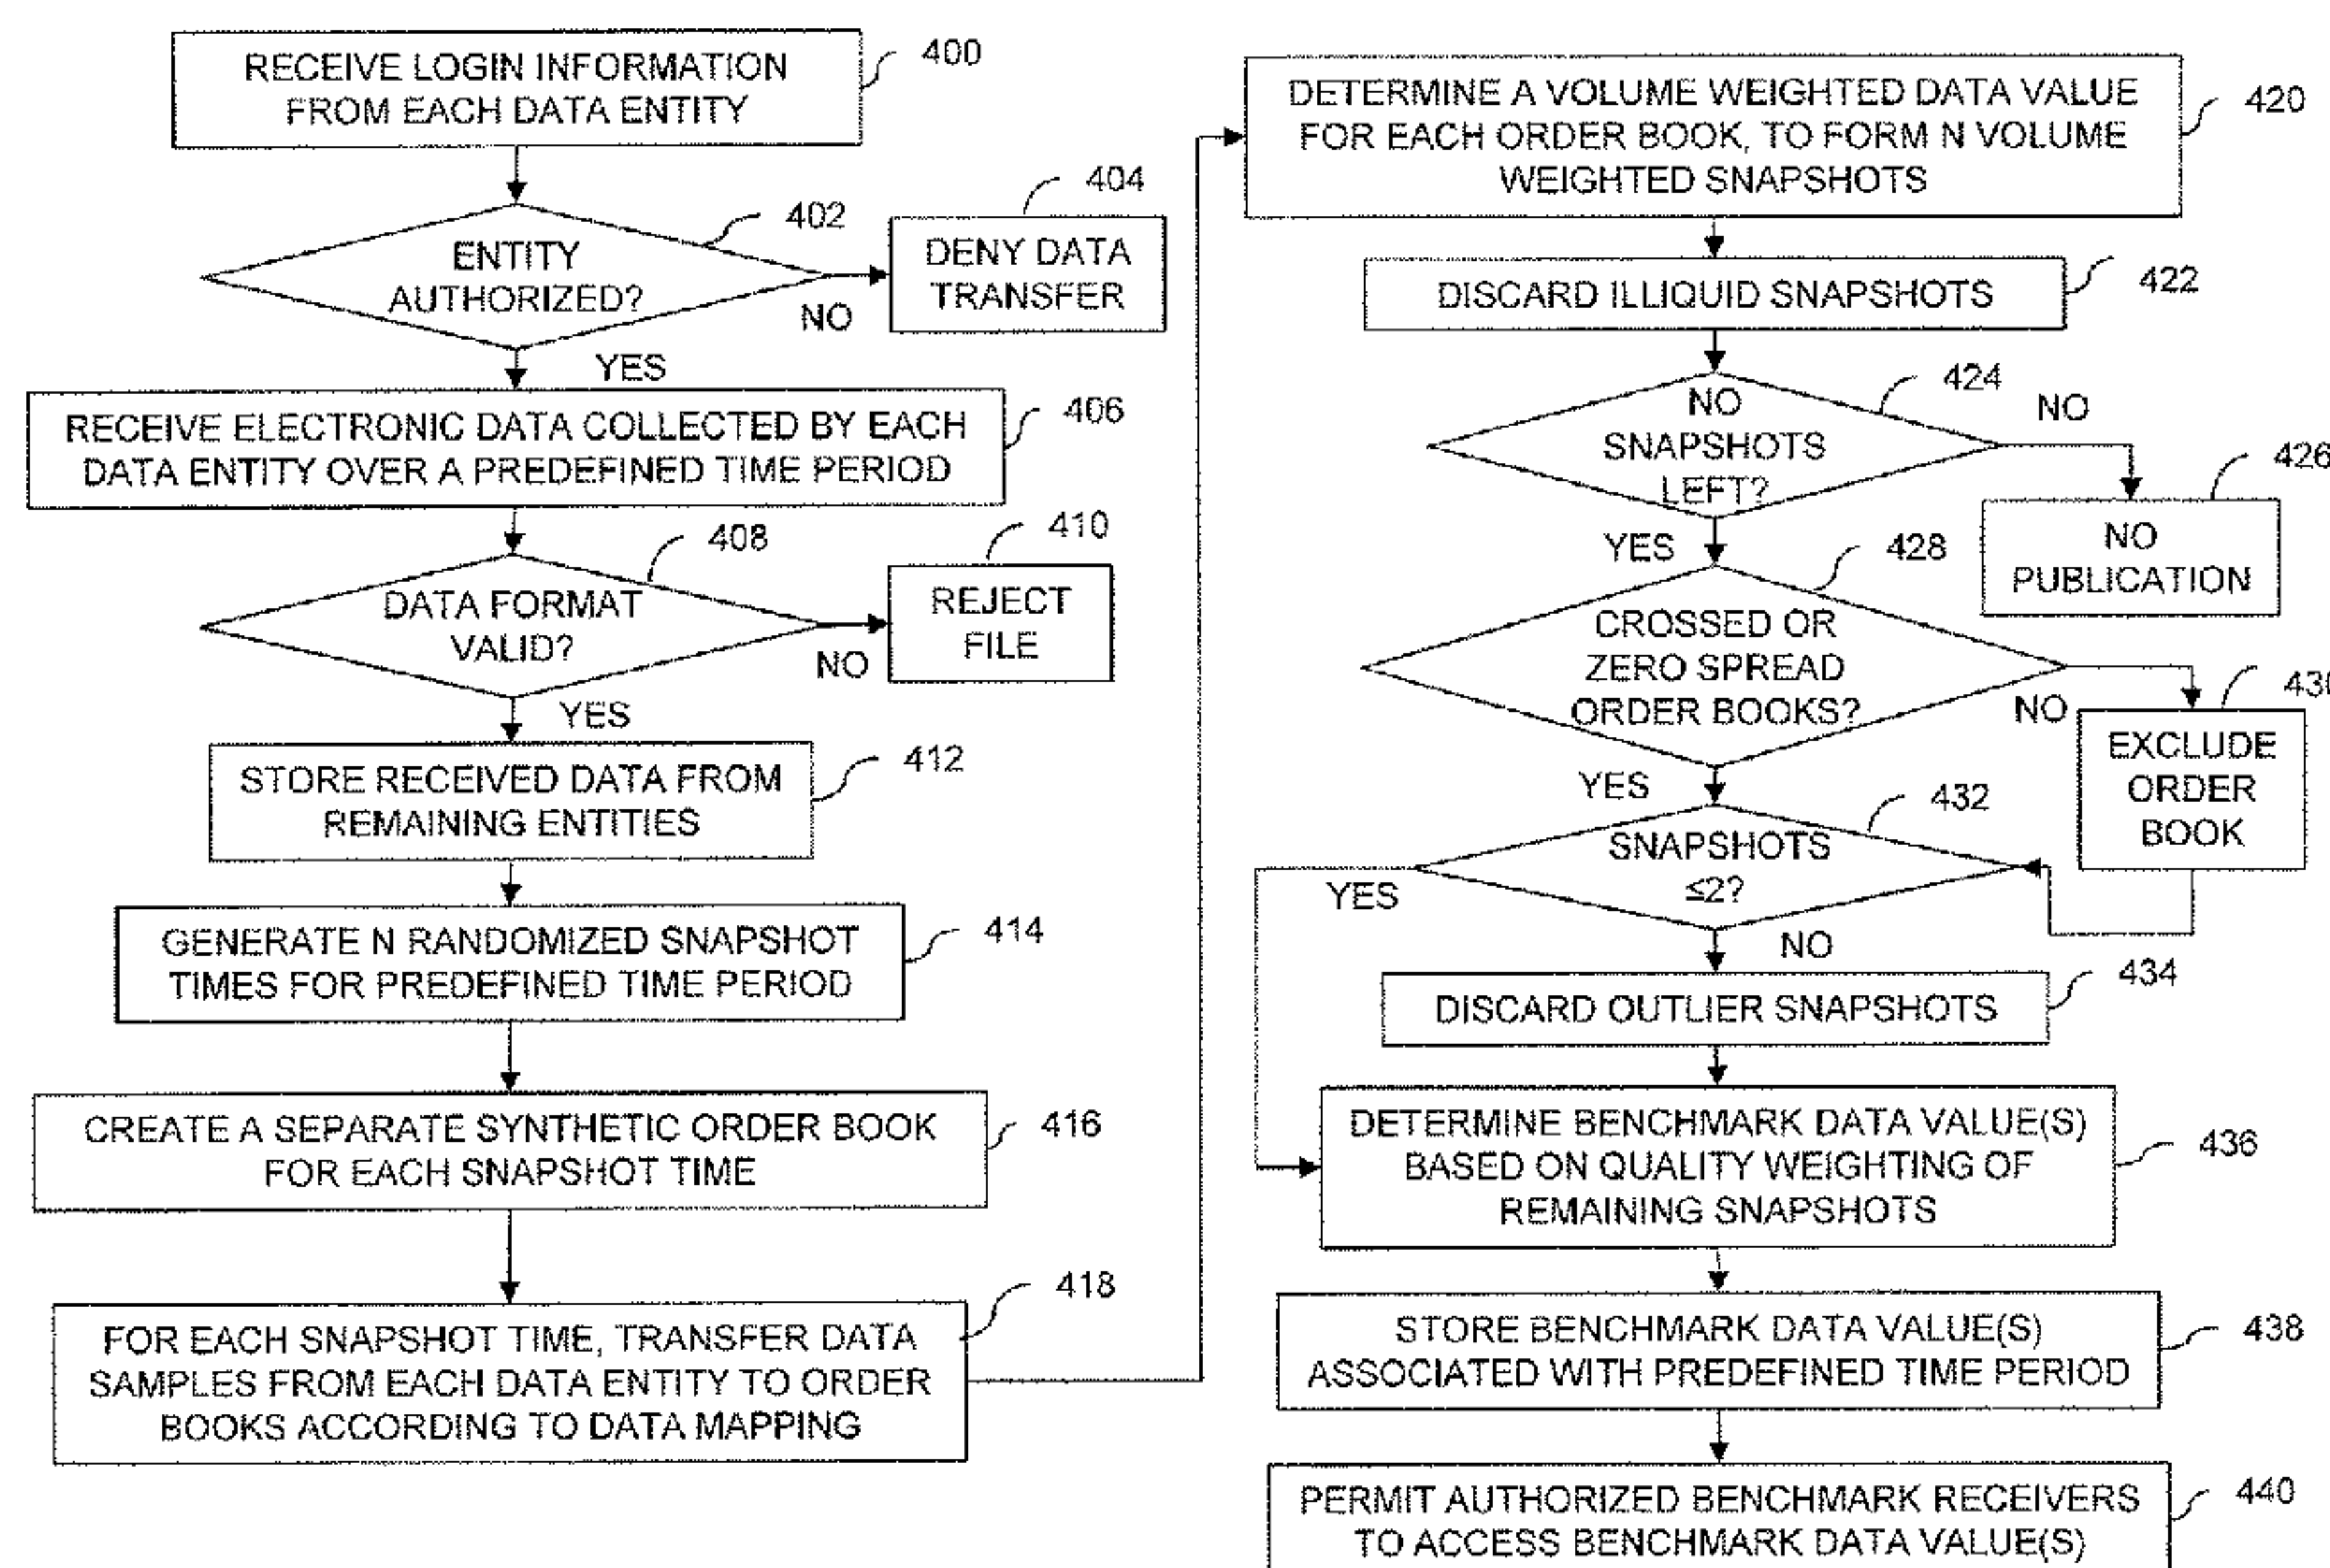 RECEIVE LOGIN INFORMATION
FROM EACH DATA ENTITY
400
ENTITY
AUTHORIZED?
402
NO
YES
DENY DATA
TRANSFER
404
RECEIVE ELECTRONIC DATA COLLECTED BY EACH
DATA ENTITY OVER A PREDEFINED TIME PERIOD
406
DATA FORMAT
VALID?
408
NO
YES
REJECT
FILE
410
STORE RECEIVED DATA FROM
REMAINING ENTITIES
412
GENERATE N RANDOMIZED SNAPSHOT
TIMES FOR PREDEFINED TIME PERIOD
414
CREATE A SEPARATE SYNTHETIC ORDER BOOK
FOR EACH SNAPSHOT TIME
416
FOR EACH SNAPSHOT TIME, TRANSFER DATA
SAMPLES FROM EACH DATA ENTITY TO ORDER
BOOKS ACCORDING TO DATA MAPPING
418
DETERMINE A VOLUME WEIGHTED DATA VALUE
FOR EACH ORDER BOOK, TO FORM N VOLUME
WEIGHTED SNAPSHOTS
420
DISCARD ILLIQUID SNAPSHOTS
422
NO
SNAPSHOTS
LEFT?
424
NO
YES
NO
PUBLICATION
426
CROSSED OR
ZERO SPREAD
ORDER BOOKS?
428
NO
YES
EXCLUDE
ORDER
BOOK
430
SNAPSHOTS
≤2?
432
YES
NO
DISCARD OUTLIER SNAPSHOTS
434
DETERMINE BENCHMARK DATA VALUE(S)
BASED ON QUALITY WEIGHTING OF
REMAINING SNAPSHOTS
436
STORE BENCHMARK DATA VALUE(S)
ASSOCIATED WITH PREDEFINED TIME PERIOD
438
PERMIT AUTHORIZED BENCHMARK RECEIVERS
TO ACCESS BENCHMARK DATA VALUE(S)
440